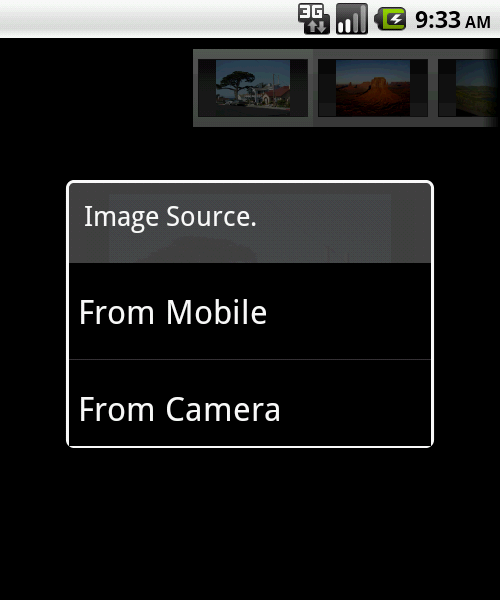 3G
9:33 AM
Image Source.
From Mobile
From Camera